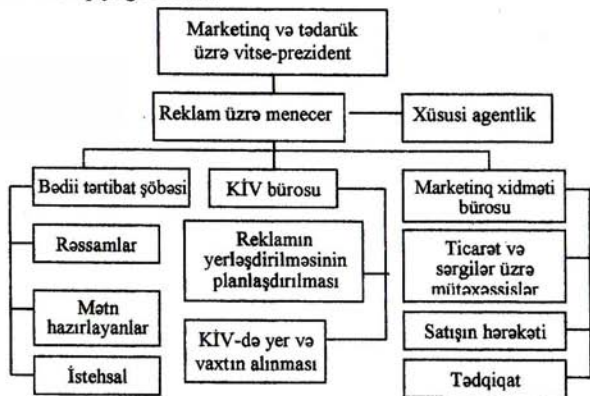 Marketinq və tədarük
üzrə vitse-prezident
Reklam üzrə menecer
Xüsusi agentlik
Bədii tərtibat şöbəsi
KİV bürosu
Marketinq xidməti
bürosu
Rəssamlar
Reklamın
yerləşdirilməsinin
planlaşdırılması
Ticarət və
sərgilər üzrə
mütəxəssislər
Mətn
hazırlayanlar
KİV-də yer və
vaxtın alınması
Satışın hərəkəti
İstehsal
Tədqiqat